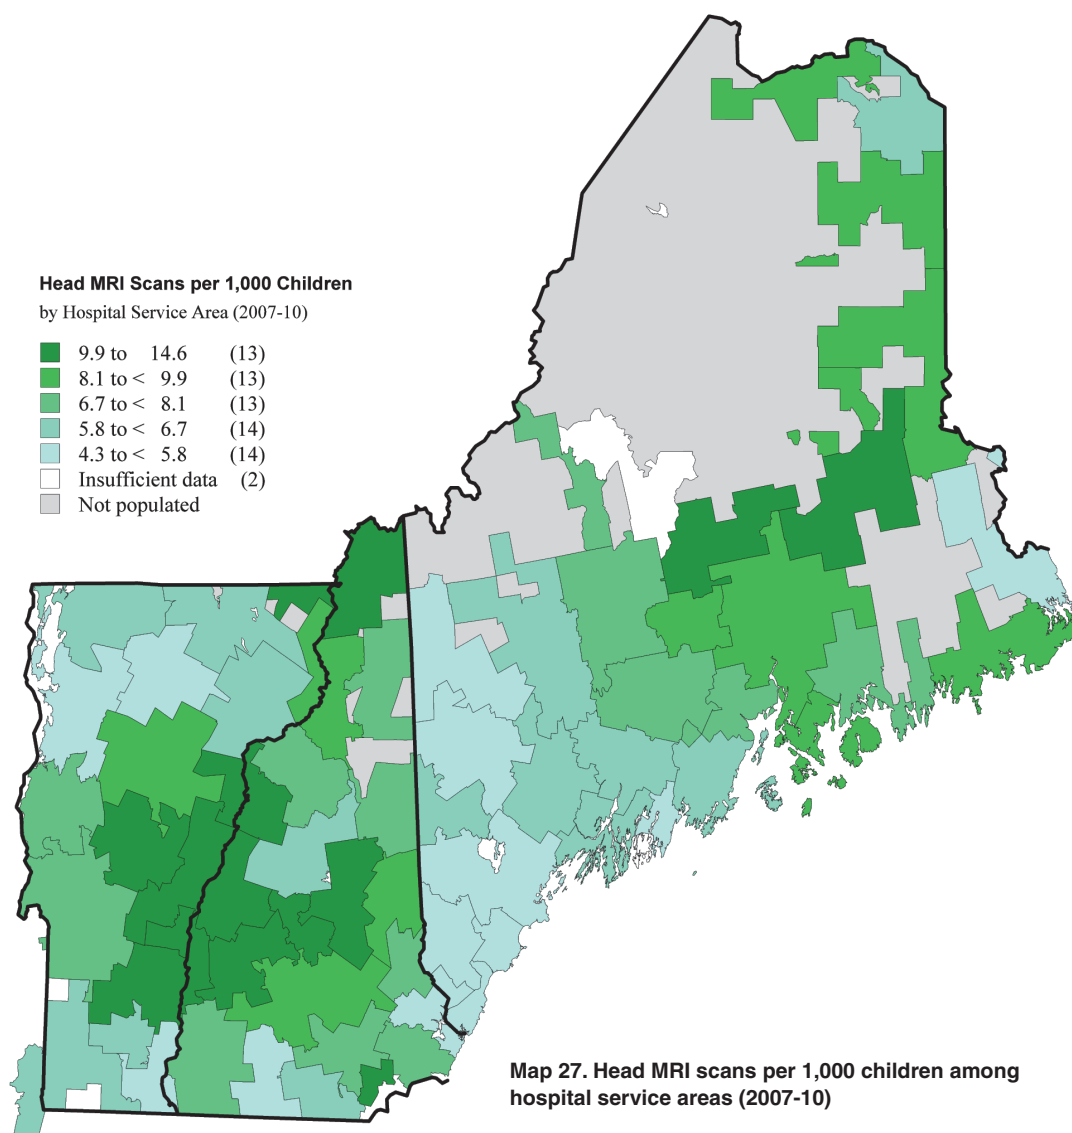 Head MRI Scans per 1,000 Children
by Hospital Service Area (2007-10)
9.9 to 14.6 (13)
8.1 to < 9.9 (13)
6.7 to < 8.1 (13)
5.8 to < 6.7 (14)
4.3 to < 5.8 (14)
Insufficient data (2)
Not populated
Map 27. Head MRI scans per 1,000 children among
hospital service areas (2007-10)